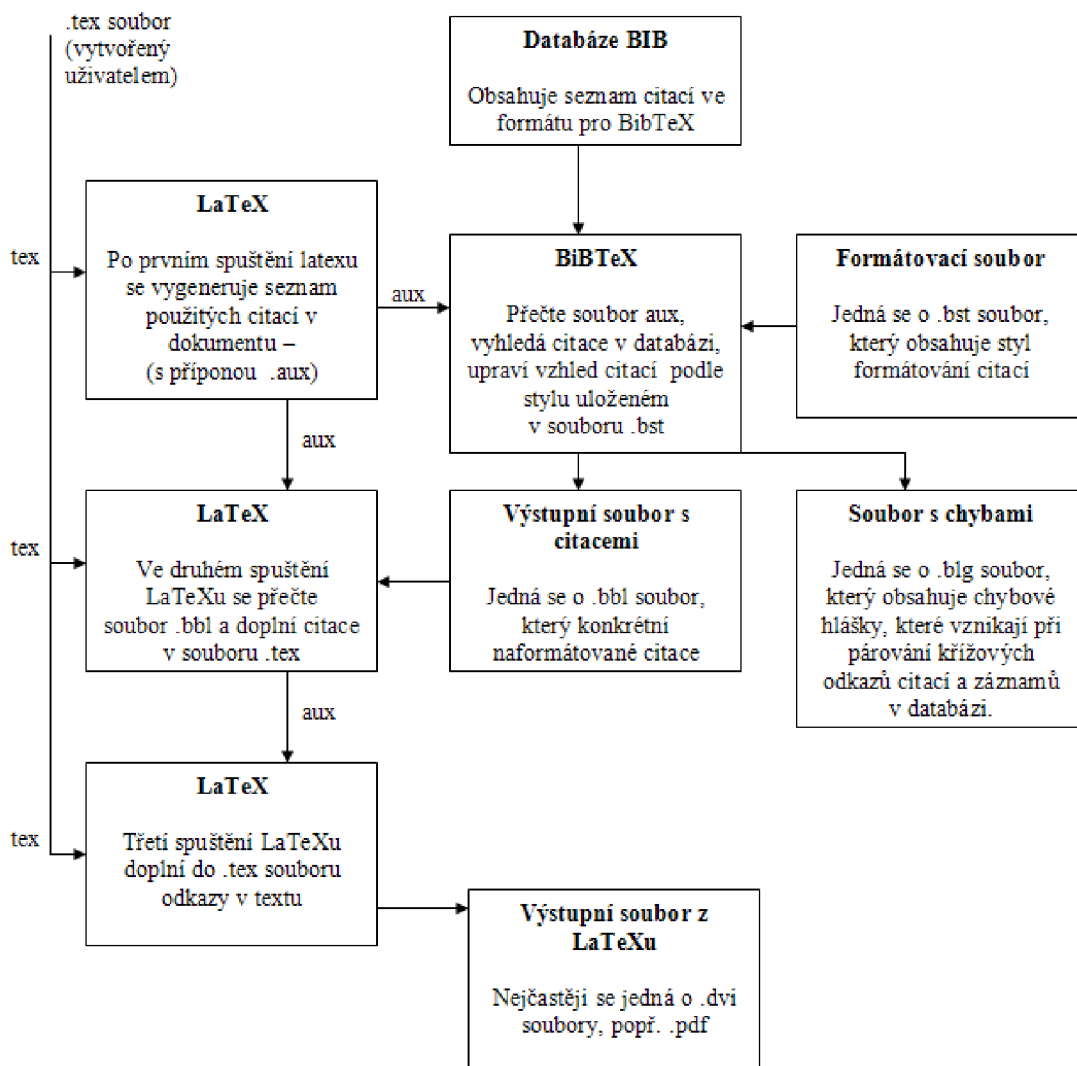 .tex soubor
(vytvořený
uživatelem)
Databáze BIB
Obsahuje seznam citací ve
formátu pro BibTeX
tex
LaTeX
Po prvním spuštění latexu
se vygeneruje seznam
použitých citací v
dokumentu –
(s příponou .aux)
aux
BiBTeX
Přečte soubor aux,
vyhledá citace v databázi,
upraví vzhled citací podle
stylu uloženém
v souboru .bst
Formátovací soubor
Jedná se o .bst soubor,
který obsahuje styl
formátování citací
aux
tex
LaTeX
Ve druhém spuštění
LaTeXu se přečte
soubor .bbl a doplní citace
v souboru .tex
Výstupní soubor s
citacemi
Jedná se o .bbl soubor,
který konkrétní
naformátované citace
Soubor s chybami
Jedná se o .blg soubor,
který obsahuje chybové
hlášky, které vznikají při
párování křížových
odkazů citací a záznamů
v databázi.
aux
tex
LaTeX
Třetí spuštění LaTeXu
doplní do .tex souboru
odkazy v textu
Výstupní soubor z
LaTeXu
Nejčastěji se jedná o .dvi
soubory, popř. .pdf